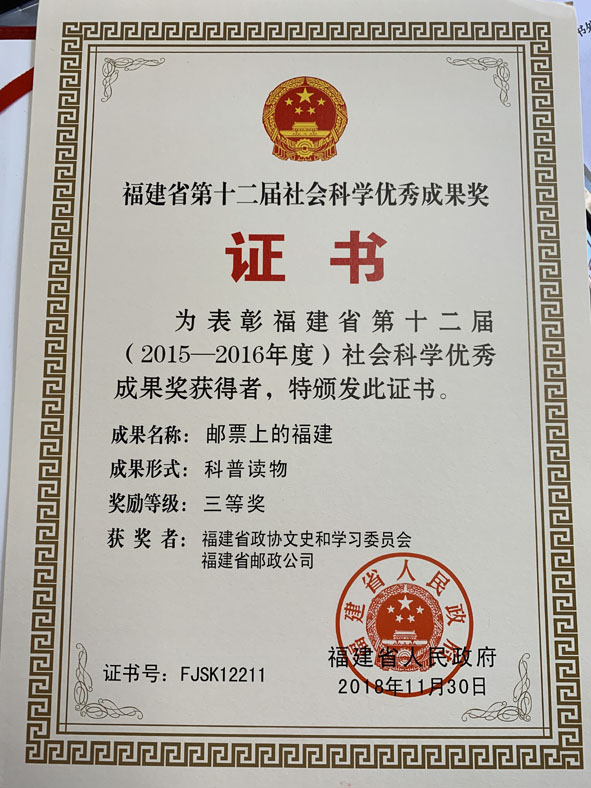 福建省第十二届社会科学优秀成果奖
证书
为表彰福建省第十二届
（2015—2016年度）社会科学优秀
成果奖获得者，特颁发此证书。
成果名称：邮票上的福建
成果形式：科普读物
奖励等级：三等奖
获奖者：福建省政协文史和学习委员会
福建省邮政公司
福建省人民政府
福建省人民政府
2018年11月30日
证书号：FJSK12211